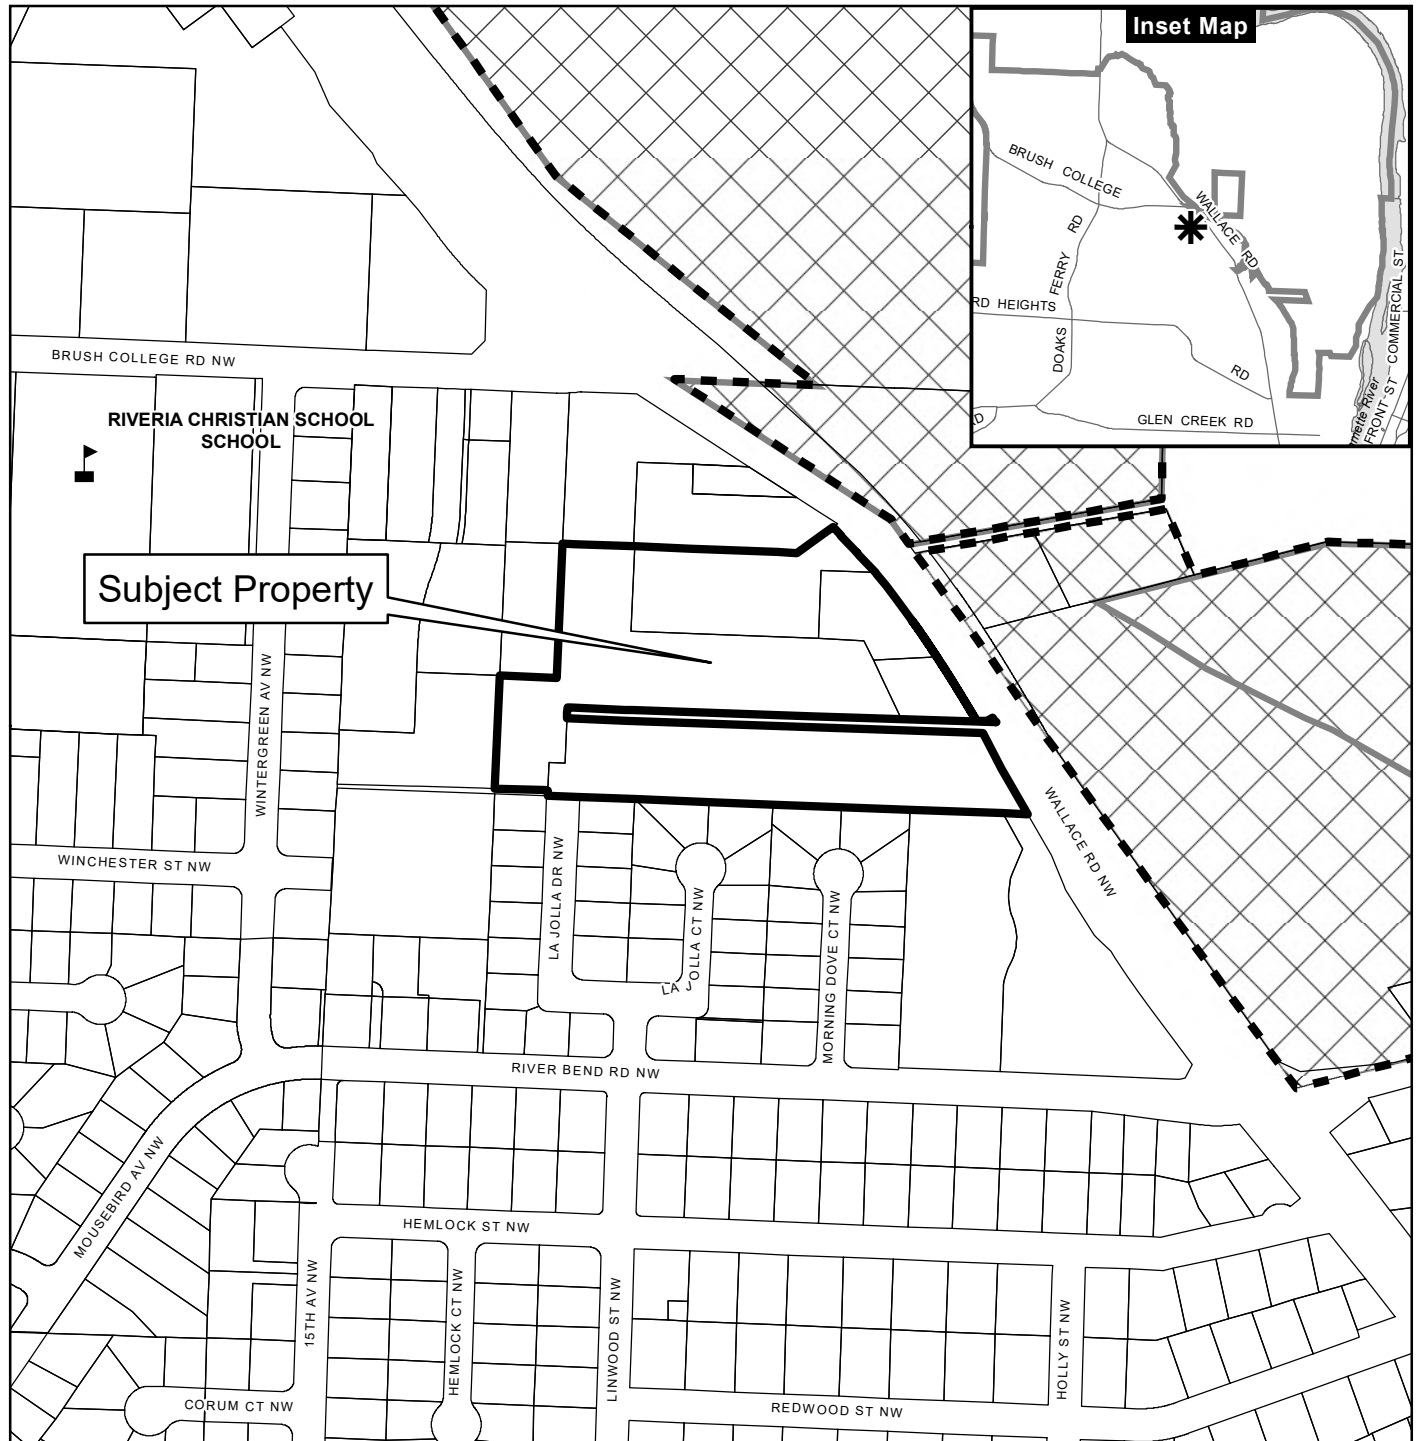 Inset Map
BRUSH COLLEGE
WALLACE RD
DOAKS FERRY RD
RD HEIGHTS
RD
GLEN CREEK RD
FRONT ST
COMMERCIAL ST
River
BRUSH COLLEGE RD NW
RIVERIA CHRISTIAN SCHOOL
SCHOOL
Subject Property
WINTERGREEN AV NW
WINCHESTER ST NW
WALLACE RD NW
LA JOLLA DR NW
LA JOLLA CT NW
MORNING DOVE CT NW
RIVER BEND RD NW
MOUSEBIRD AV NW
HEMLOCK ST NW
15TH AV NW
HEMLOCK CT NW
LINWOOD ST NW
HOLLY ST NW
CORUM CT NW
REDWOOD ST NW